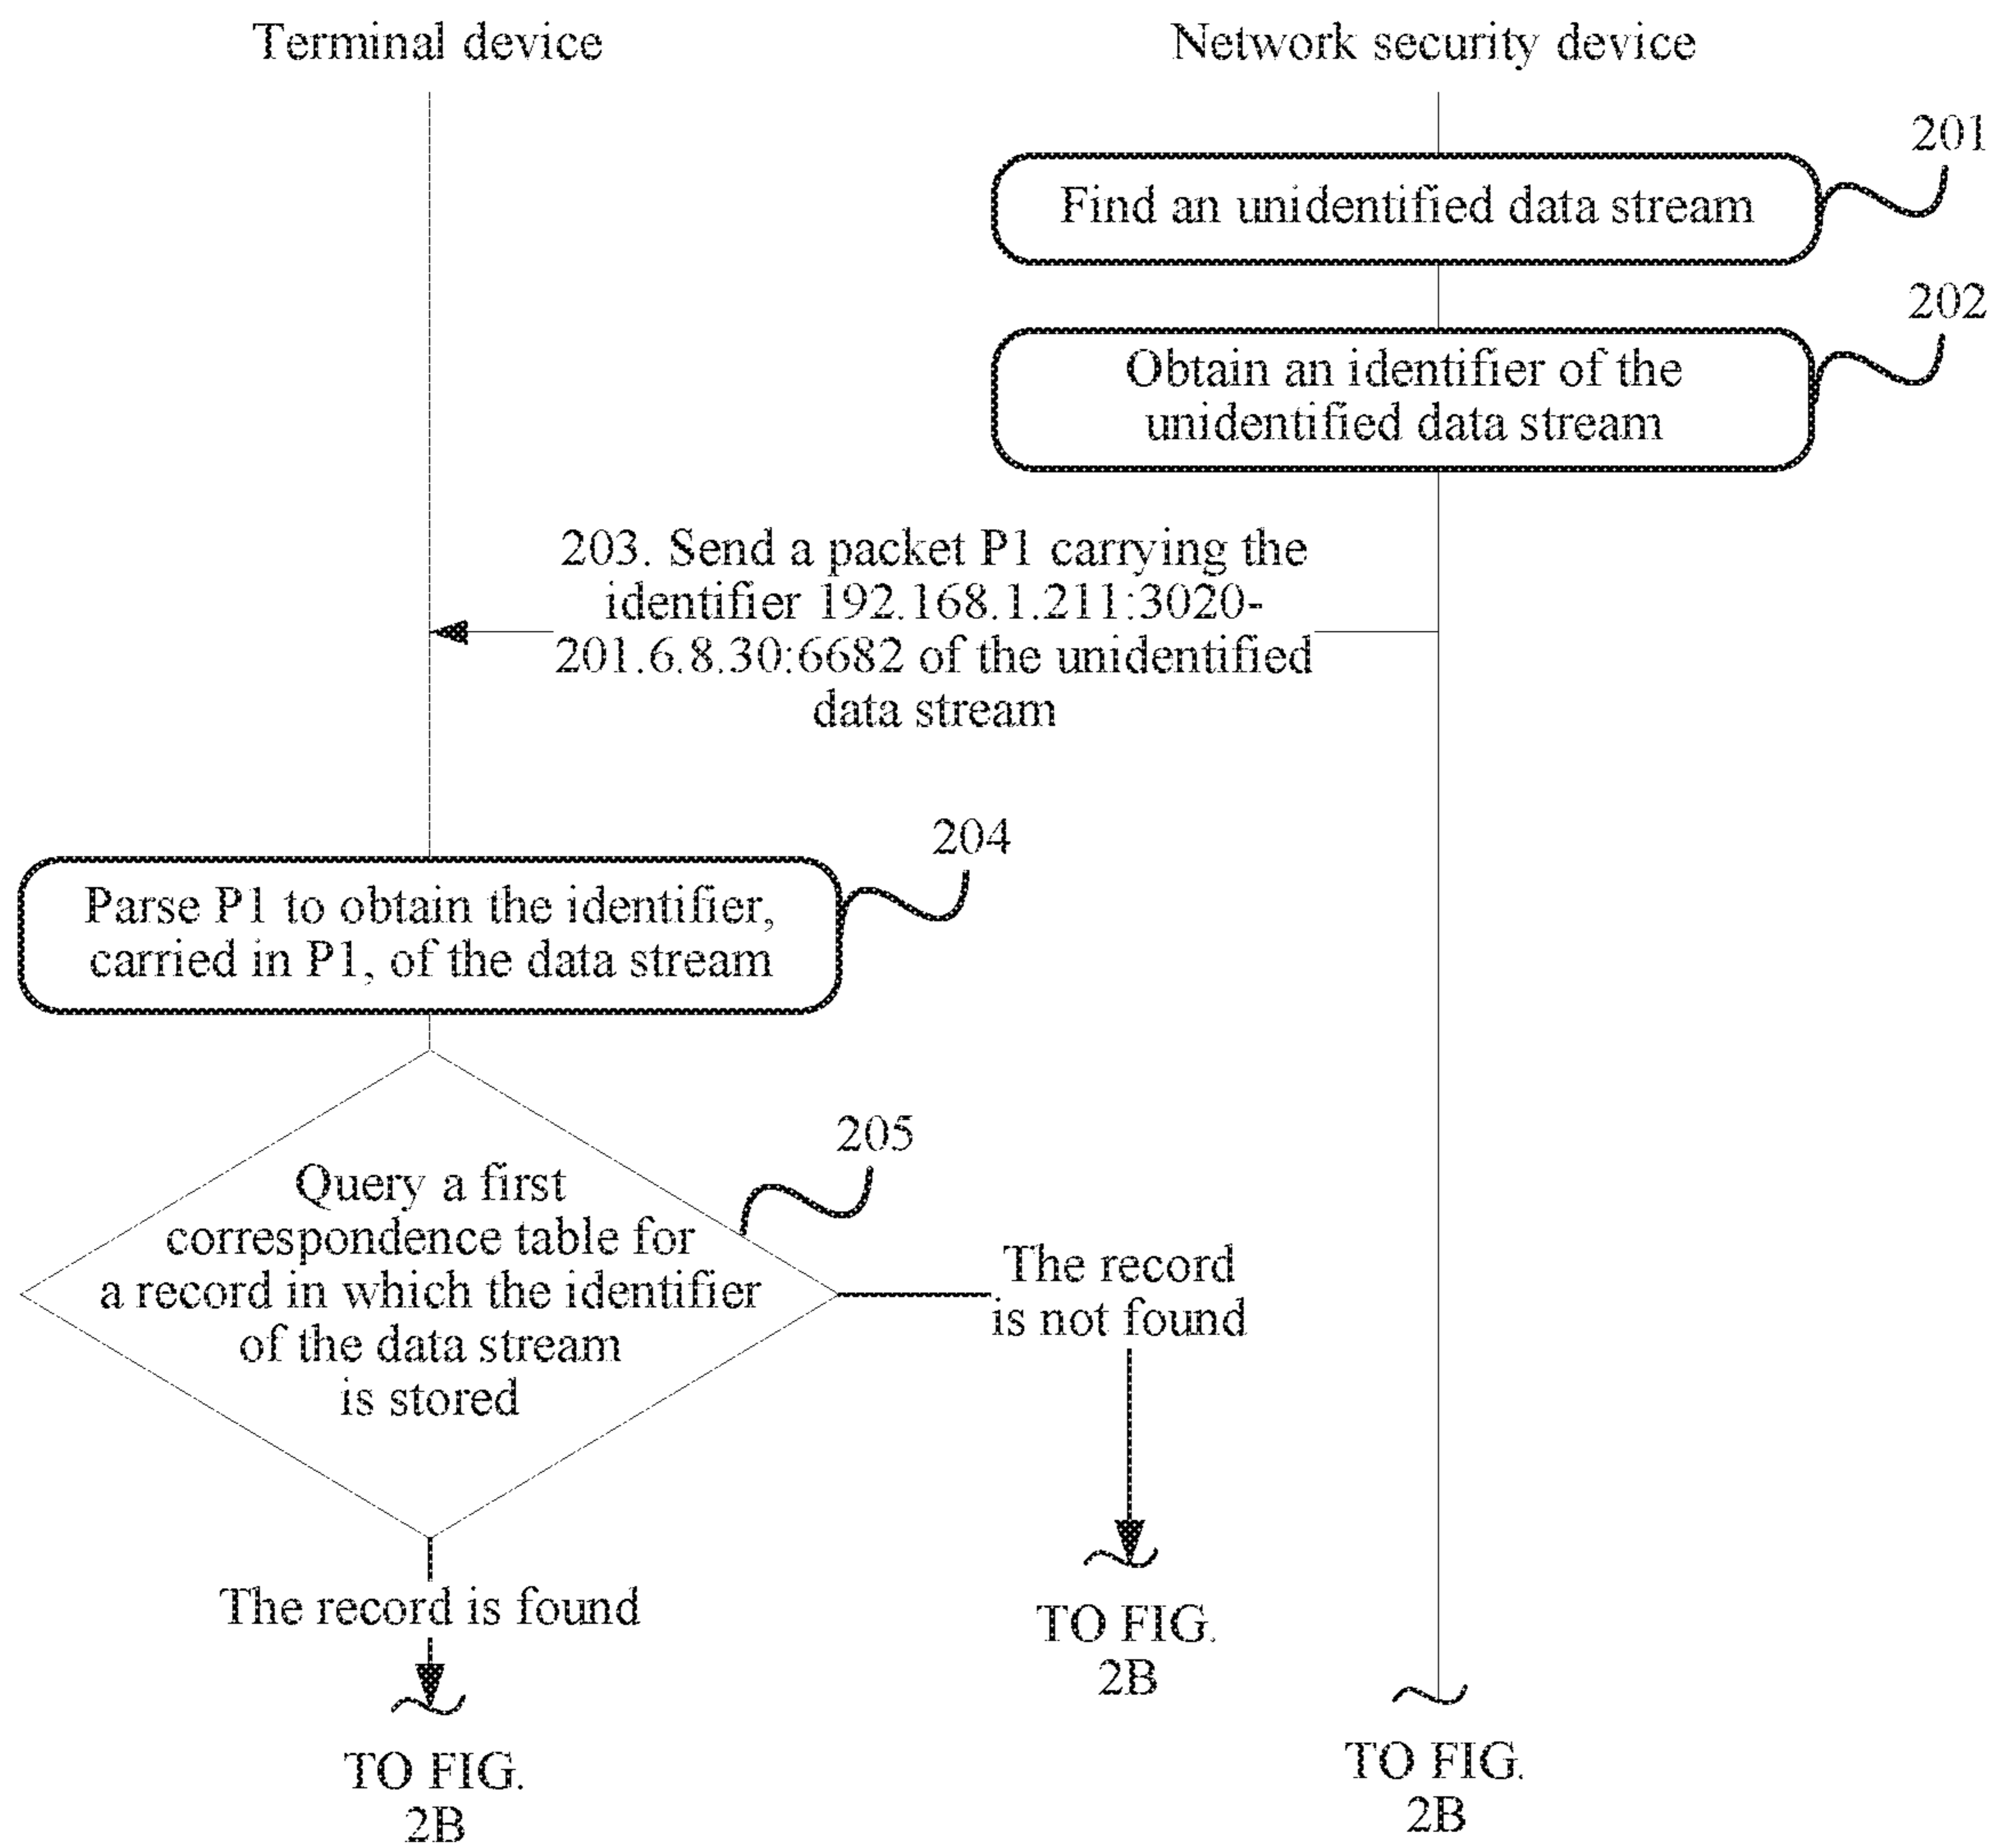 Terminal device
Network security device
201
Find an unidentified data stream
202
Obtain an identifier of the
unidentified data stream
203. Send a packet P1 carrying the
identifier 192.168.1.211:3020-
201.6.8.30:6682 of the unidentified
data stream
204
Parse P1 to obtain the identifier,
carried in P1, of the data stream
205
Query a first
correspondence table for
a record in which the identifier
of the data stream
is stored
The record
is not found
The record is found
TO FIG.
2B
TO FIG.
2B
TO FIG.
2B